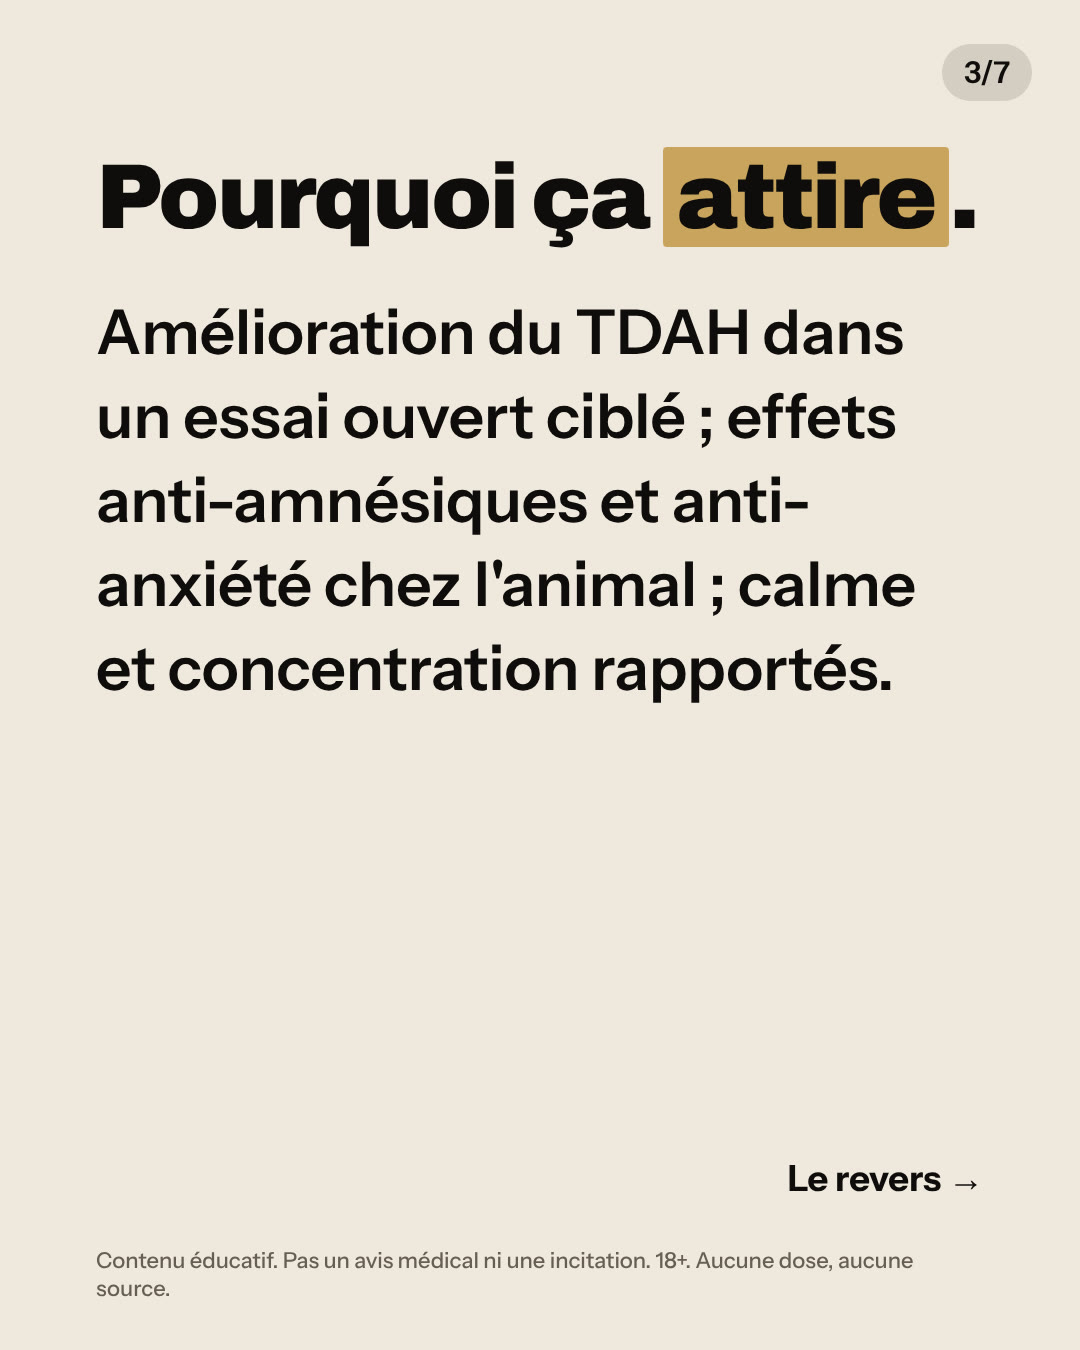 3/7
Pourquoi ça attire.
Amélioration du TDAH dans
un essai ouvert ciblé ; effets
anti-amnésiques et anti-
anxiété chez l'animal ; calme
et concentration rapportés.
Le revers →
Contenu éducatif. Pas un avis médical ni une incitation. 18+. Aucune dose, aucune
source.